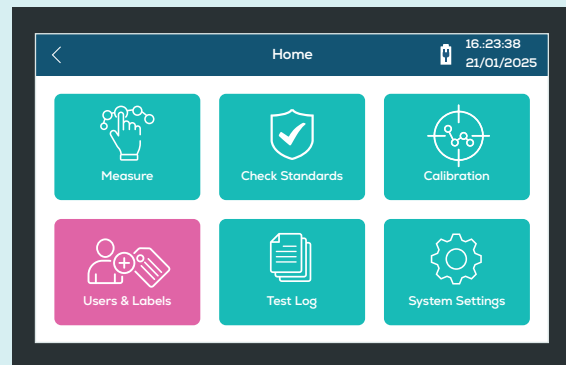 Home
16.:23:38
21/01/2025
Measure
Check Standards
Calibration
Users & Labels
Test Log
System Settings